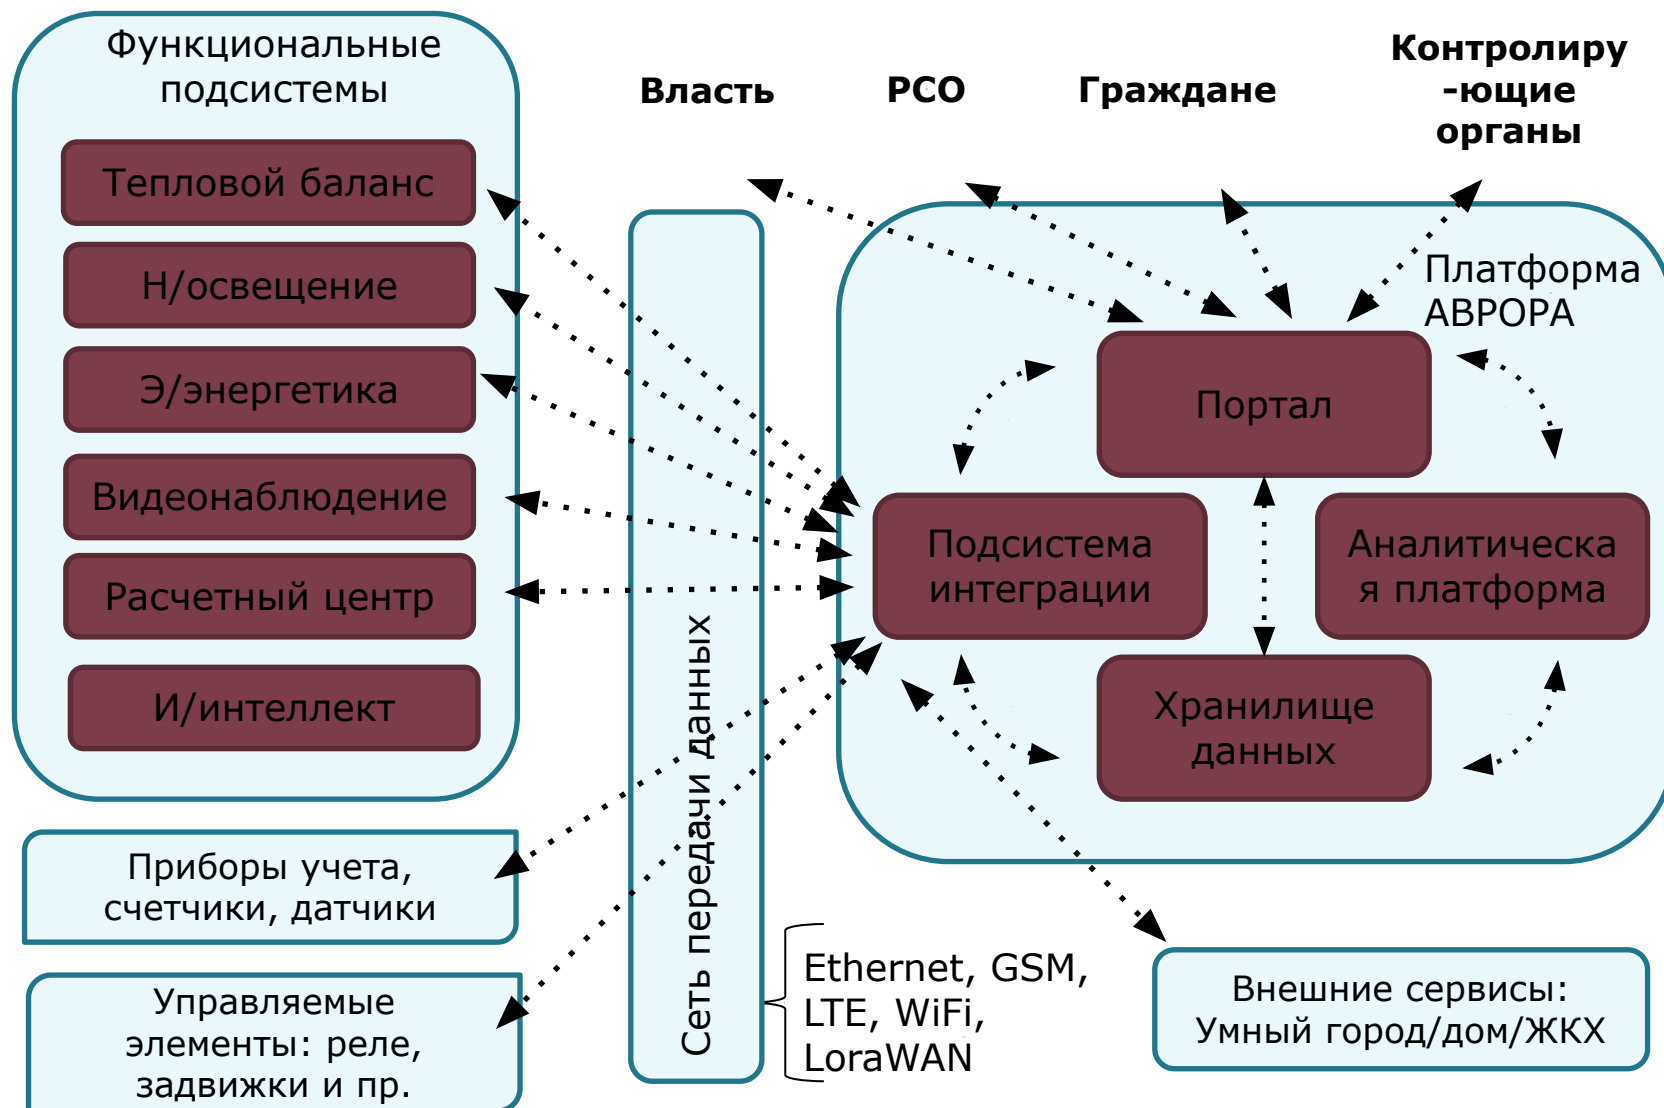 Функциональные
подсистемы
Тепловой баланс
Н/освещение
Э/энергетика
Видеонаблюдение
Расчетный центр
И/интеллект
Приборы учета,
счетчики, датчики
Управляемые
элементы: реле,
задвижки и пр.
Сеть передачи данных
Ethernet, GSM,
LTE, WiFi,
LoraWAN
Власть
РСО
Граждане
Контролиру
-ющие
органы
Платформа
АВРОРА
Портал
Подсистема
интеграции
Аналитическа
я платформа
Хранилище
данных
Внешние сервисы:
Умный город/дом/ЖКХ